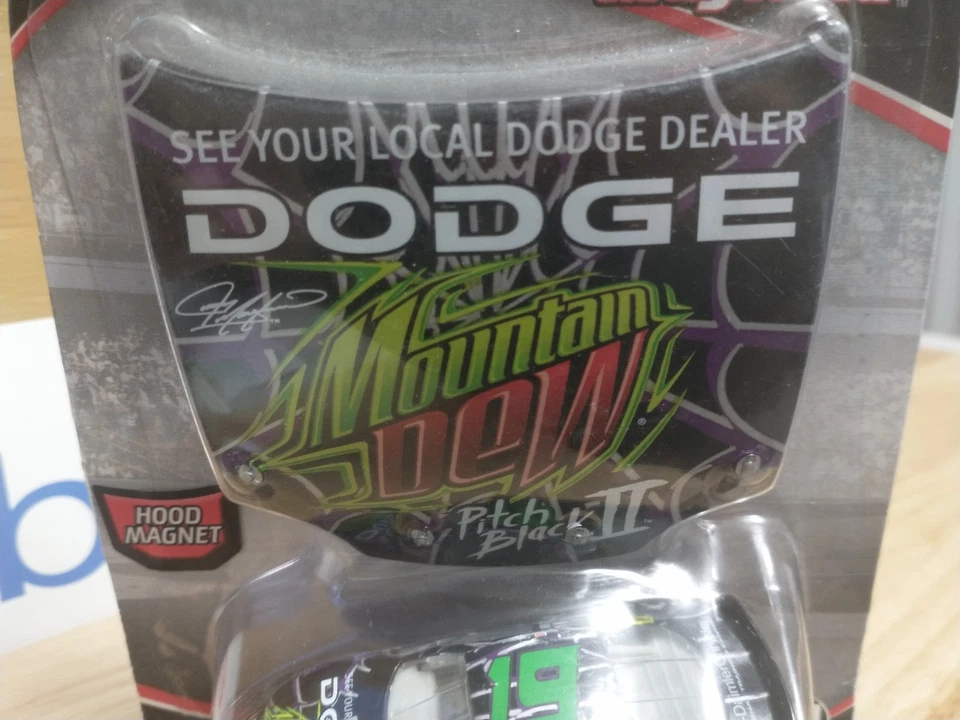 SEE YOUR LOCAL DODGE DEALER
DODGE
Mountain
DEW
Pitch
Black II
HOOD
MAGNET
19